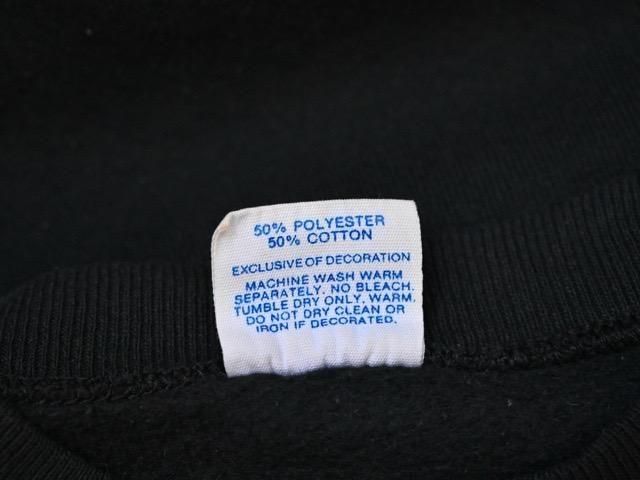 50% POLYESTER
50% COTTON
EXCLUSIVE OF DECORATION
MACHINE WASH WARM
SEPARATELY. NO BLEACH.
TUMBLE DRY ONLY, WARM.
DO NOT DRY CLEAN OR
IRON IF DECORATED.